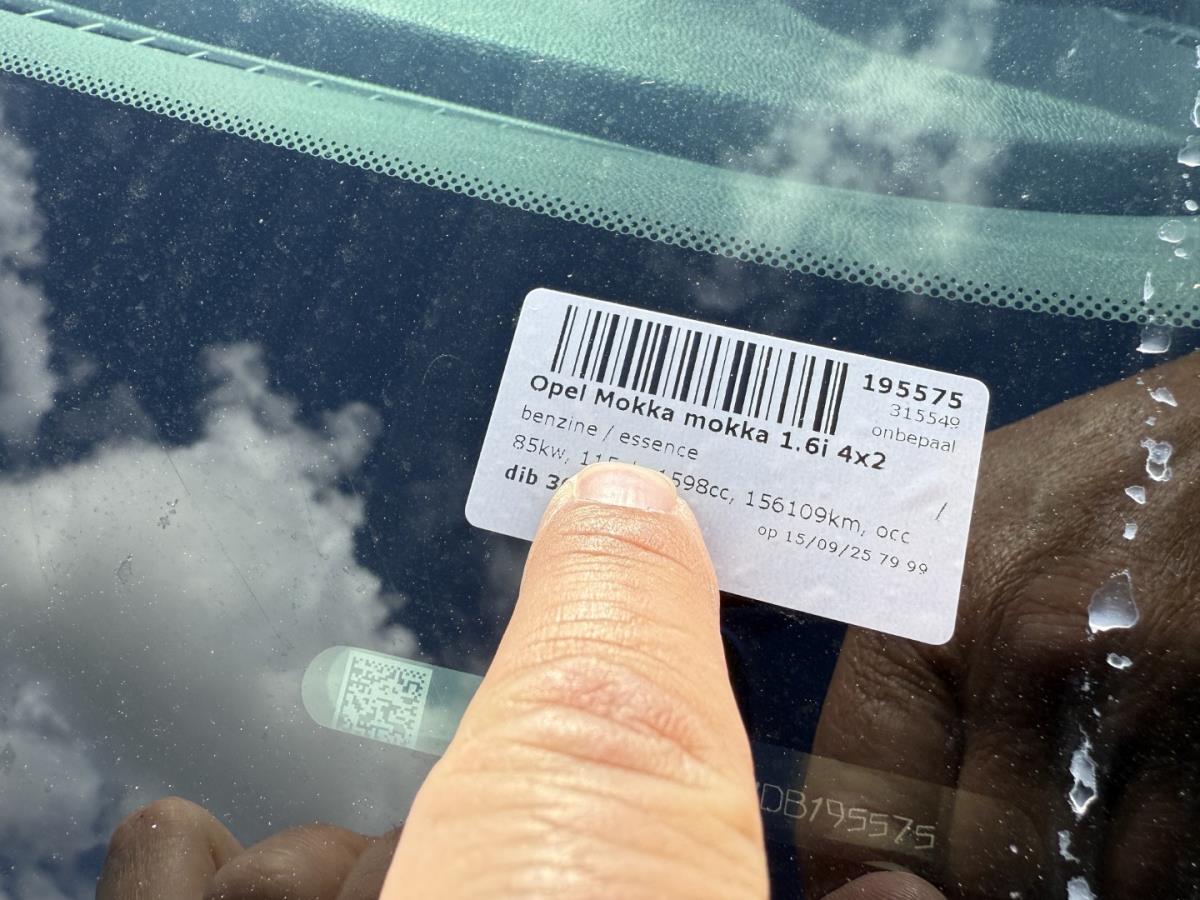 195575
315549
onbepaal
Opel Mokka mokka 1.6i 4x2
benzine / essence
85kw, 1598cc, 156109km, occ /
dib
op 15/09/25 79 99
DB195575